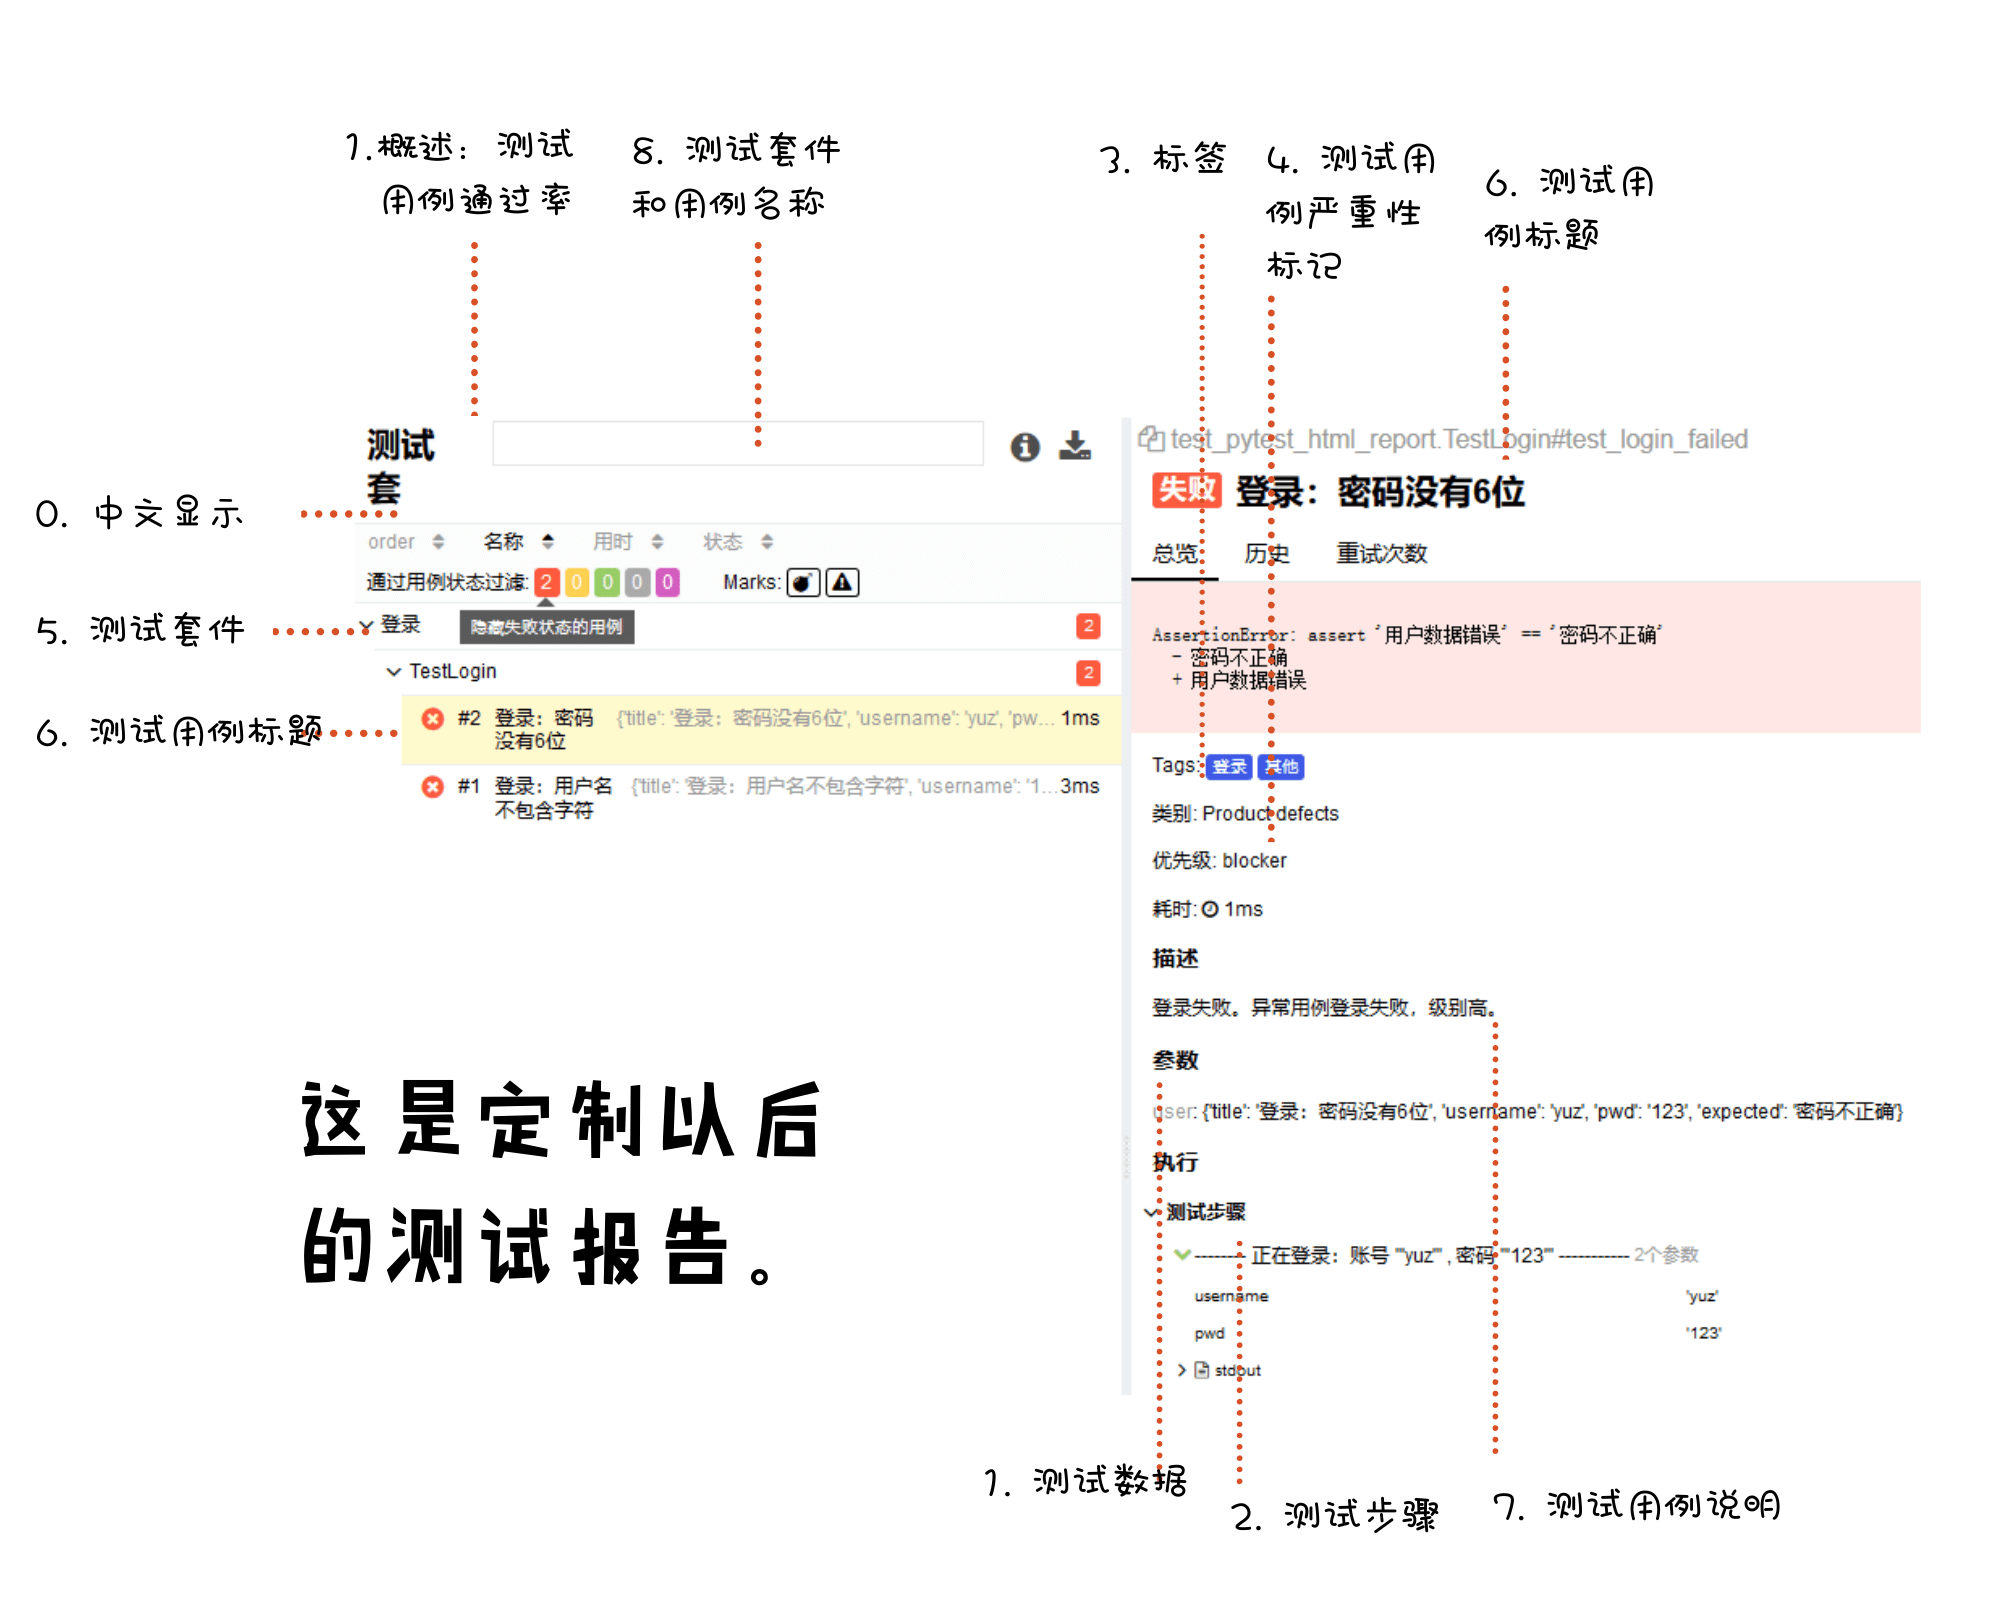 1.概述：测试
用例通过率
8. 测试套件
和用例名称
3. 标签
4. 测试用
例严重性
标记
6. 测试用
例标题
0. 中文显示
5. 测试套件
6. 测试用例标题
测试
套
order 名称 用时 状态
通过用例状态过滤: 2 0 0 0 0 Marks:
登录 2
隐藏失败状态的用例
TestLogin 2
#2 登录：密码 {'title': '登录：密码没有6位', 'username': 'yuz', 'pw... 1ms
没有6位
#1 登录：用户名 {'title': '登录：用户名不包含字符', 'username': '1... 3ms
不包含字符
test_pytest_html_report.TestLogin#test_login_failed
失败 登录：密码没有6位
总览 历史 重试次数
AssertionError: assert '用户数据错误' == '密码不正确'
- 密码不正确
+ 用户数据错误
Tags: 登录 其他
类别: Product defects
优先级: blocker
耗时: 1ms
描述
登录失败。异常用例登录失败，级别高。
参数
user: {'title': '登录：密码没有6位', 'username': 'yuz', 'pwd': '123', 'expected': '密码不正确'}
执行
测试步骤
-------- 正在登录：账号 "'yuz'" , 密码 "'123'" ----------- 2个参数
username 'yuz'
pwd '123'
stdout
这是定制以后
的测试报告。
1. 测试数据
2. 测试步骤
7. 测试用例说明